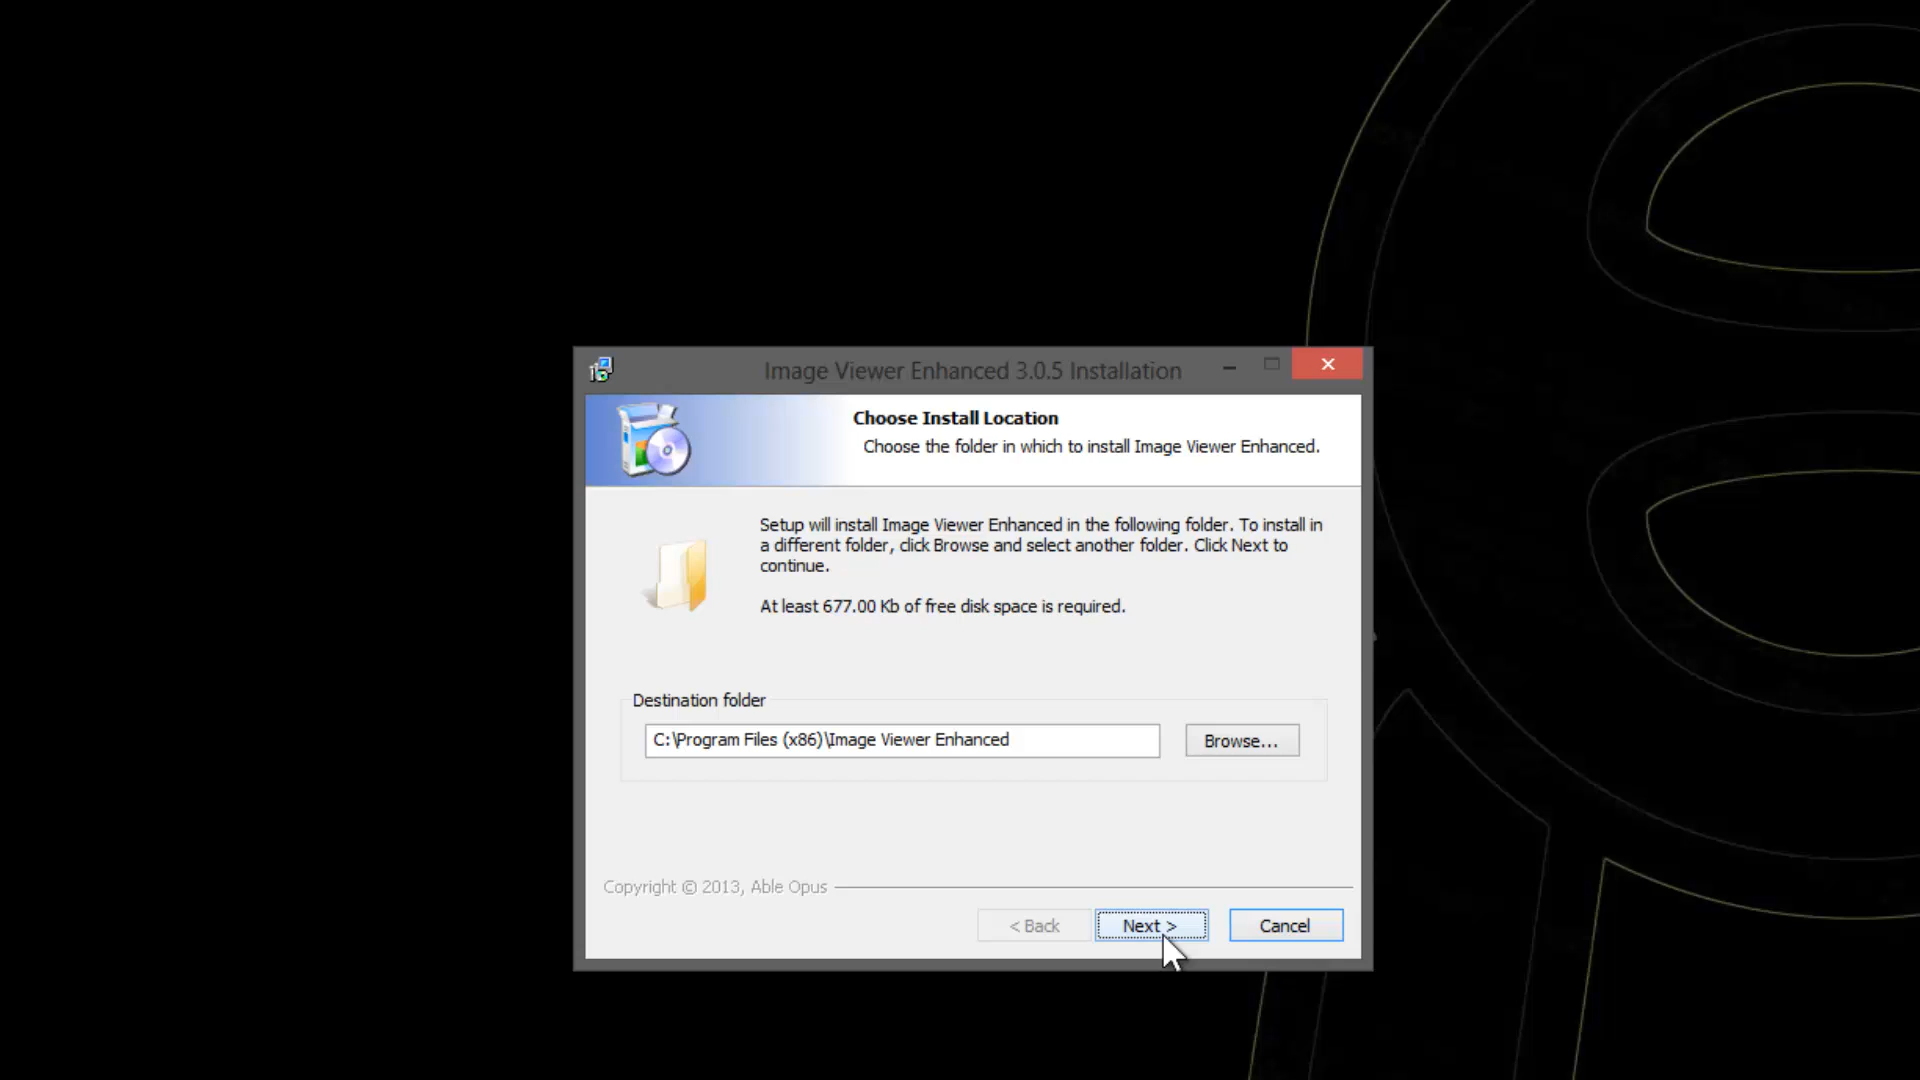 Image Viewer Enhanced 3.0.5 Installation
Choose Install Location
Choose the folder in which to install Image Viewer Enhanced.
Setup will install Image Viewer Enhanced in the following folder. To install in
a different folder, click Browse and select another folder. Click Next to
continue.
At least 677.00 Kb of free disk space is required.
Destination folder
C:\Program Files (x86)\Image Viewer Enhanced
Browse...
Copyright © 2013, Able Opus
< Back
Next >
Cancel